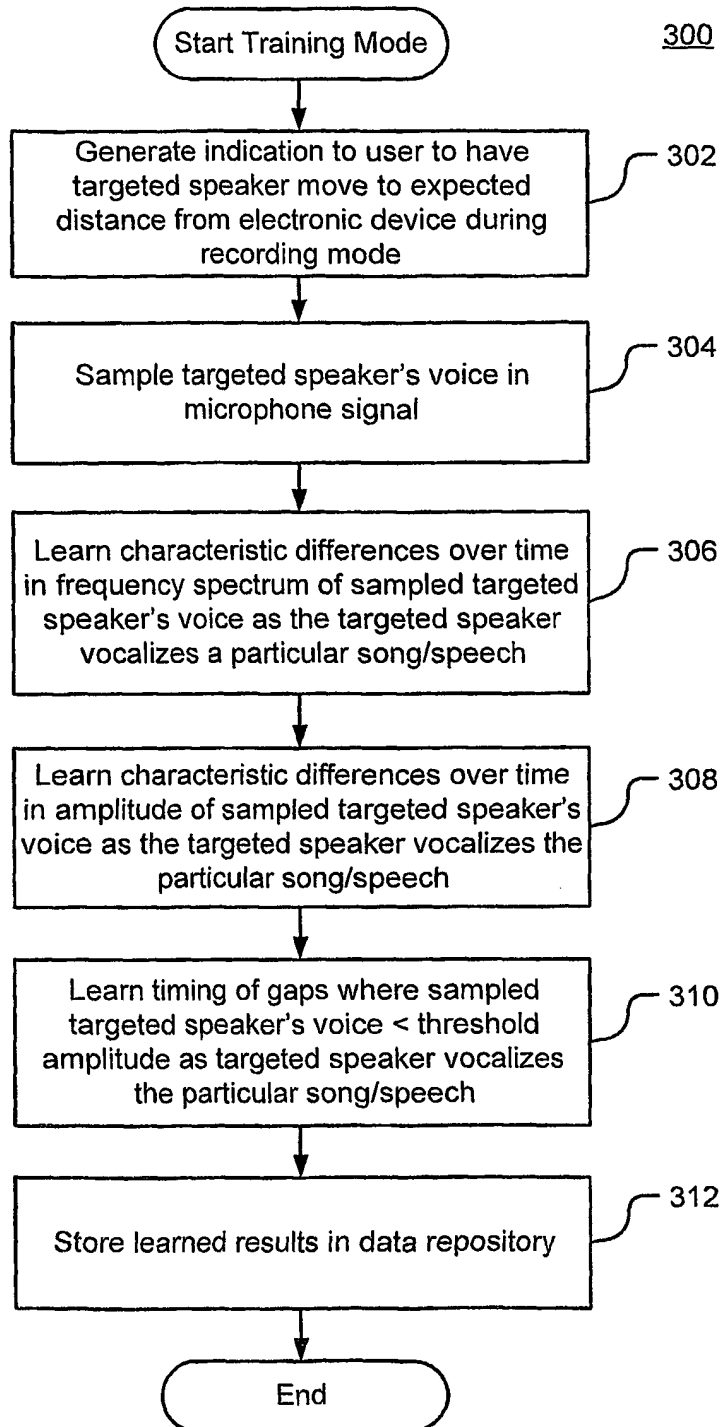 Start Training Mode
300
Generate indication to user to have
targeted speaker move to expected
distance from electronic device during
recording mode
302
Sample targeted speaker's voice in
microphone signal
304
Learn characteristic differences over time
in frequency spectrum of sampled targeted
speaker's voice as the targeted speaker
vocalizes a particular song/speech
306
Learn characteristic differences over time
in amplitude of sampled targeted speaker's
voice as the targeted speaker vocalizes the
particular song/speech
308
Learn timing of gaps where sampled
targeted speaker's voice < threshold
amplitude as targeted speaker vocalizes
the particular song/speech
310
Store learned results in data repository
312
End